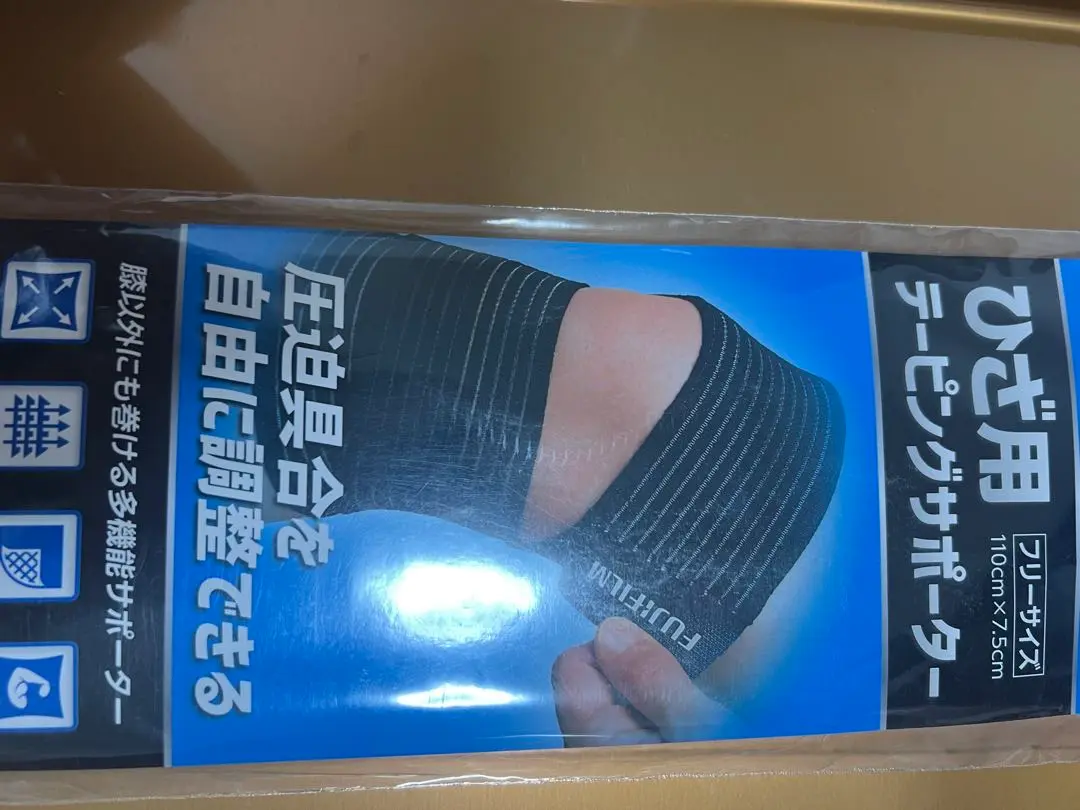 ひざ用
フリーサイズ
110cm×7.5cm
テーピングサポーター
FUJIFILM
圧迫具合を
自由に調整できる
膝以外にも巻ける多機能サポーター